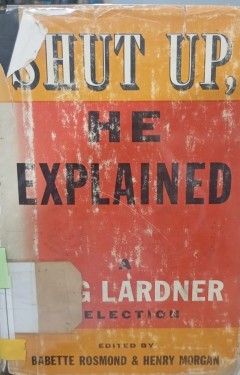 SHUT UP,
HE
EXPLAINED
A
G LARDNER
ELECTION
EDITED BY
BABETTE ROSMOND & HENRY MORGAN